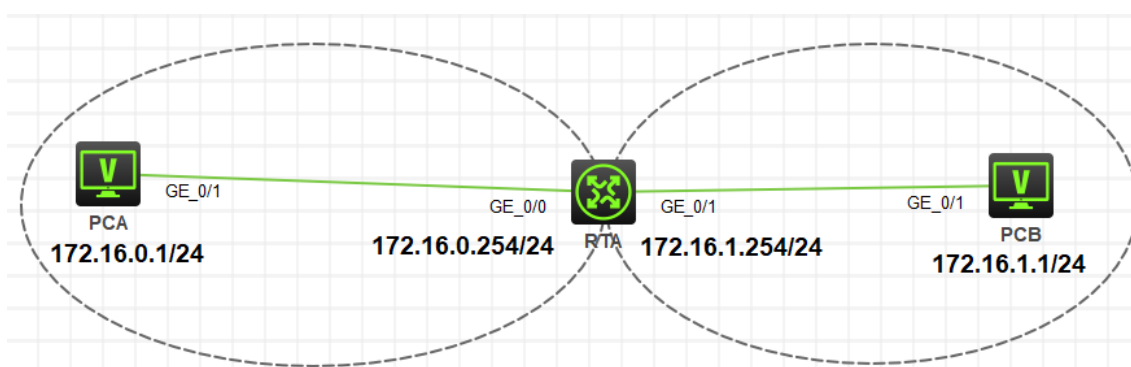 V
PCA
172.16.0.1/24
GE_0/1
GE_0/0
172.16.0.254/24
RTA
GE_0/1
172.16.1.254/24
GE_0/1
V
PCB
172.16.1.1/24